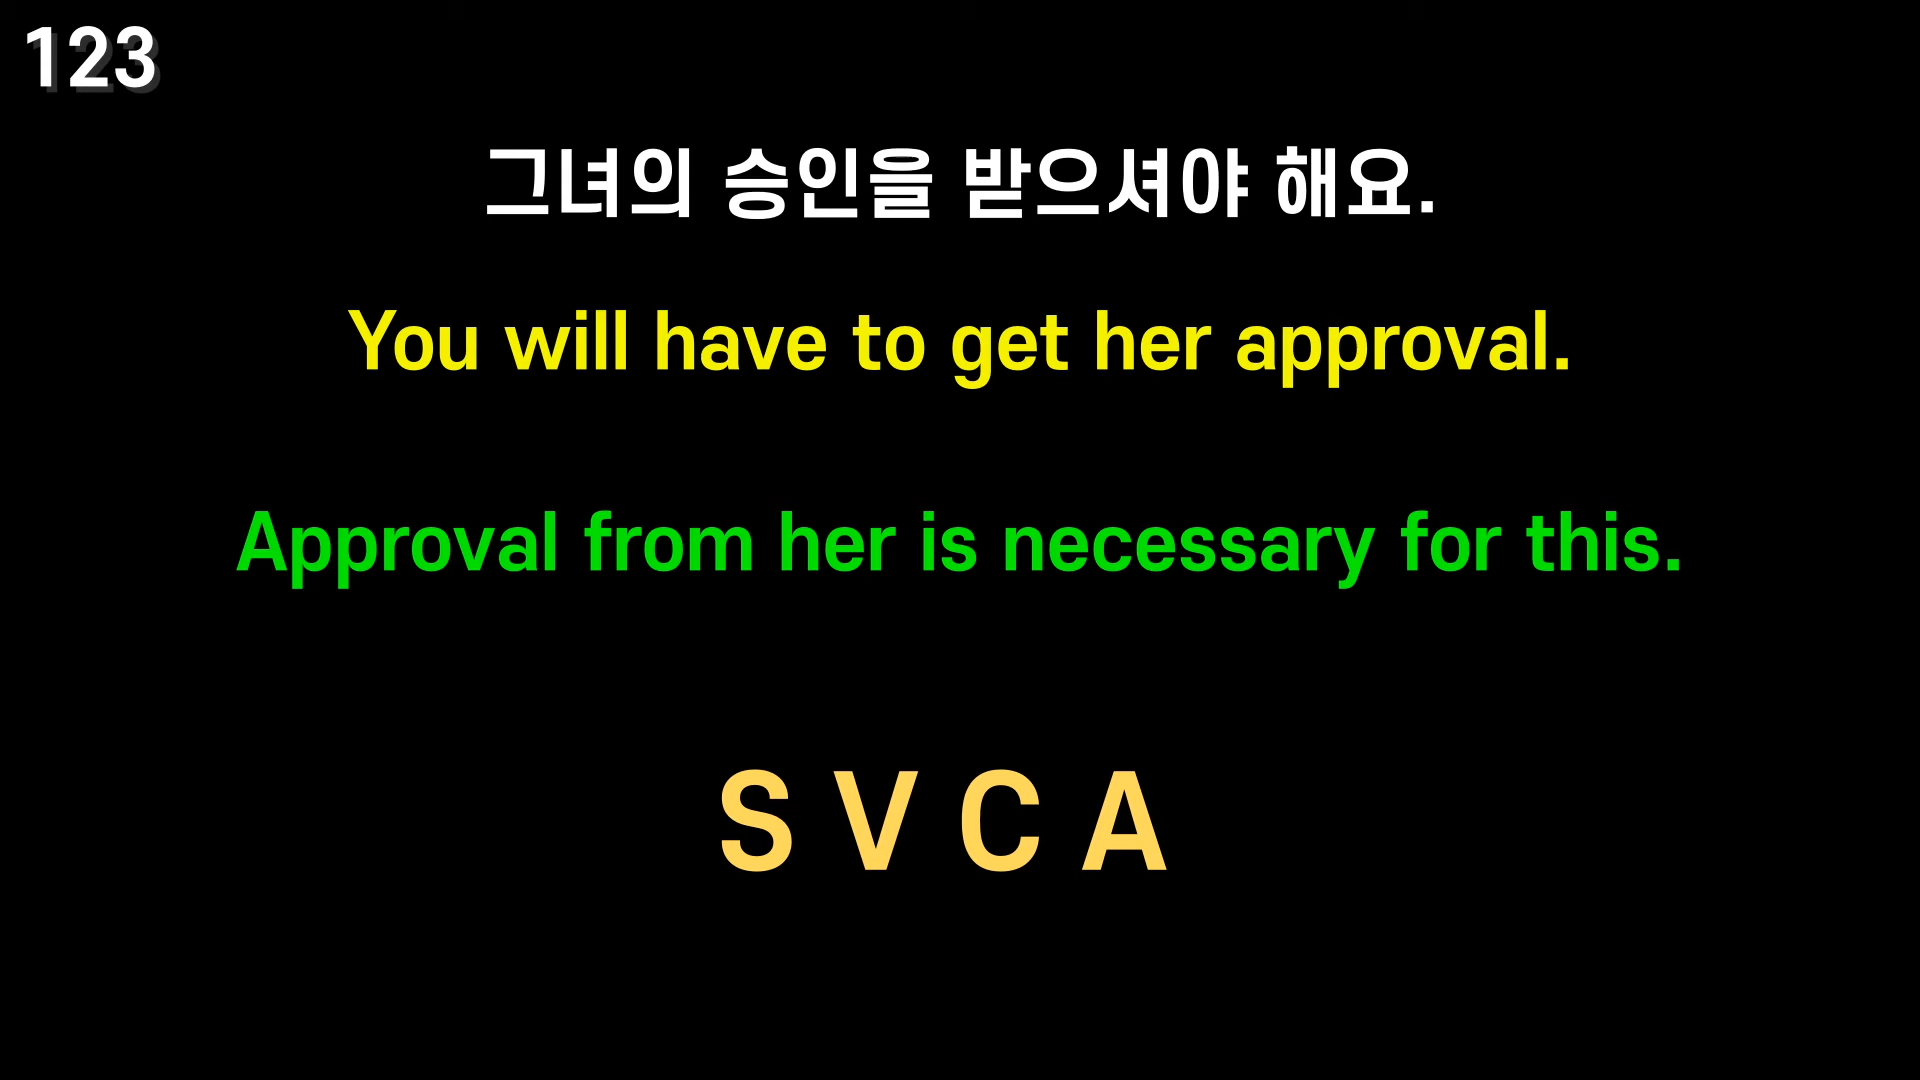 123
그녀의 승인을 받으셔야 해요.
You will have to get her approval.
Approval from her is necessary for this.
S V C A